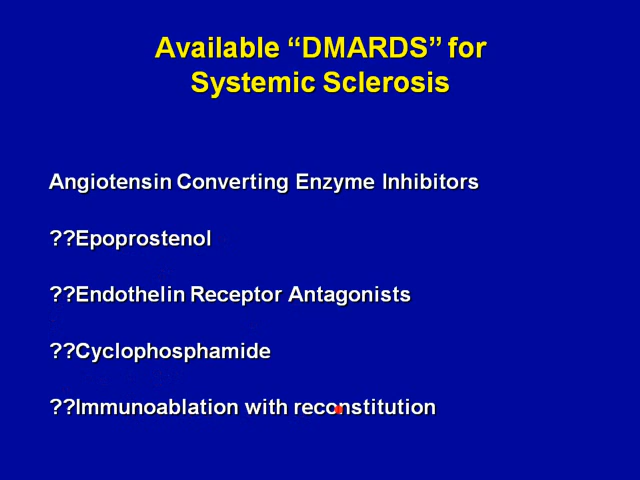 Available “DMARDS” for
Systemic Sclerosis
Angiotensin Converting Enzyme Inhibitors
??Epoprostenol
??Endothelin Receptor Antagonists
??Cyclophosphamide
??Immunoablation with reconstitution